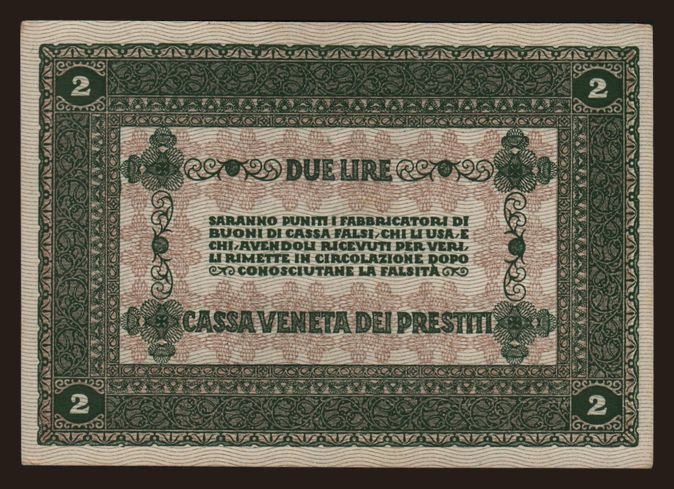 2 2
DUE LIRE
SARANNO PUNITI I FABBRICATORI DI
BUONI DI CASSA FALSI, CHI LI USA, E
CHI, AVENDOLI RICEVUTI PER VERI,
LI RIMETTE IN CIRCOLAZIONE DOPO
CONOSCIUTANE LA FALSITÀ
CASSA VENETA DEI PRESTITI
2 2